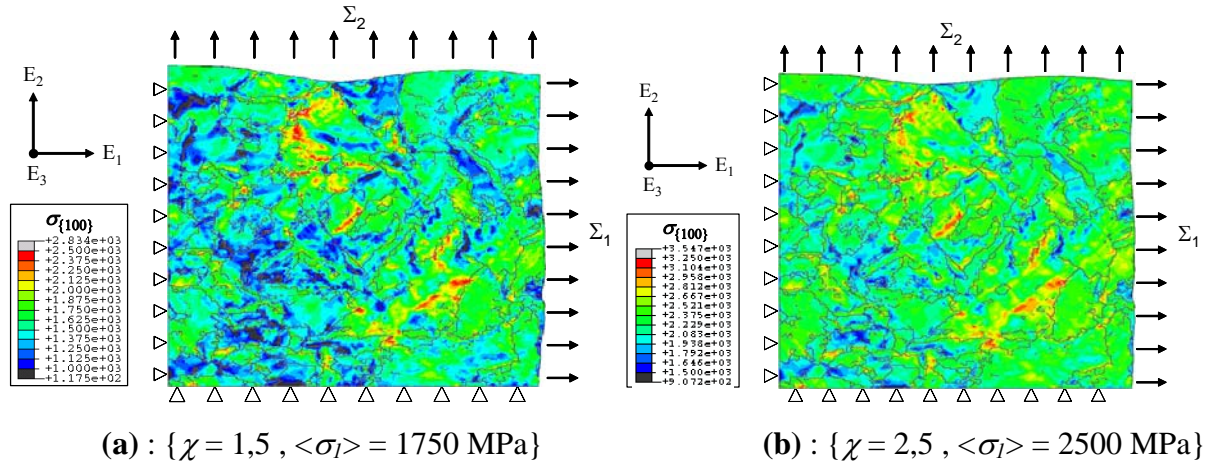 Σ2
E2
E1
E3
σ{100}
+2.834e+03
+2.500e+03
+2.375e+03
+2.250e+03
+2.125e+03
+2.000e+03
+1.875e+03
+1.750e+03
+1.625e+03
+1.500e+03
+1.375e+03
+1.250e+03
+1.125e+03
+1.000e+03
+1.175e+02
Σ1
(a) : {χ = 1,5 , <σ1> = 1750 MPa}
Σ2
E2
E1
E3
σ{100}
+3.547e+03
+3.250e+03
+3.104e+03
+2.958e+03
+2.812e+03
+2.667e+03
+2.521e+03
+2.375e+03
+2.229e+03
+2.083e+03
+1.938e+03
+1.792e+03
+1.646e+03
+1.500e+03
+9.072e+02
Σ1
(b) : {χ = 2,5 , <σ1> = 2500 MPa}